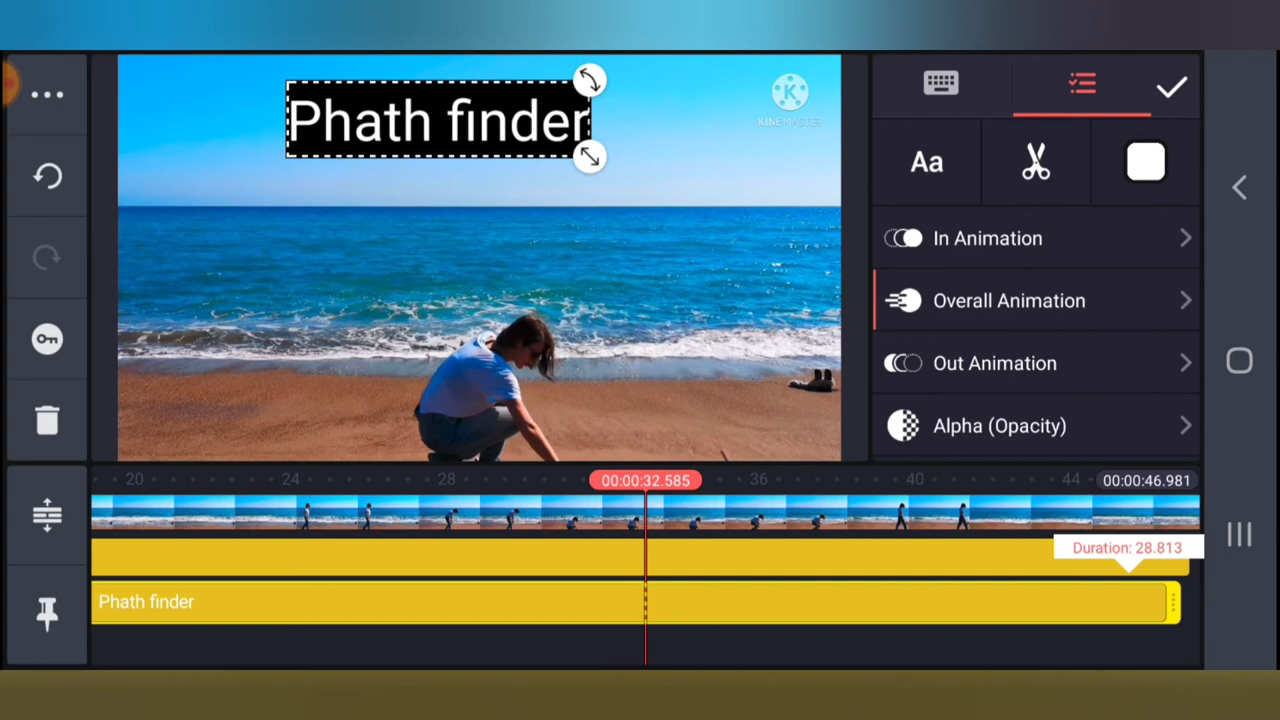 Phath finder
KINEMASTER
Aa
In Animation
Overall Animation
Out Animation
Alpha (Opacity)
20
24
28
00:00:32.585
36
40
44
00:00:46.981
Duration: 28.813
Phath finder